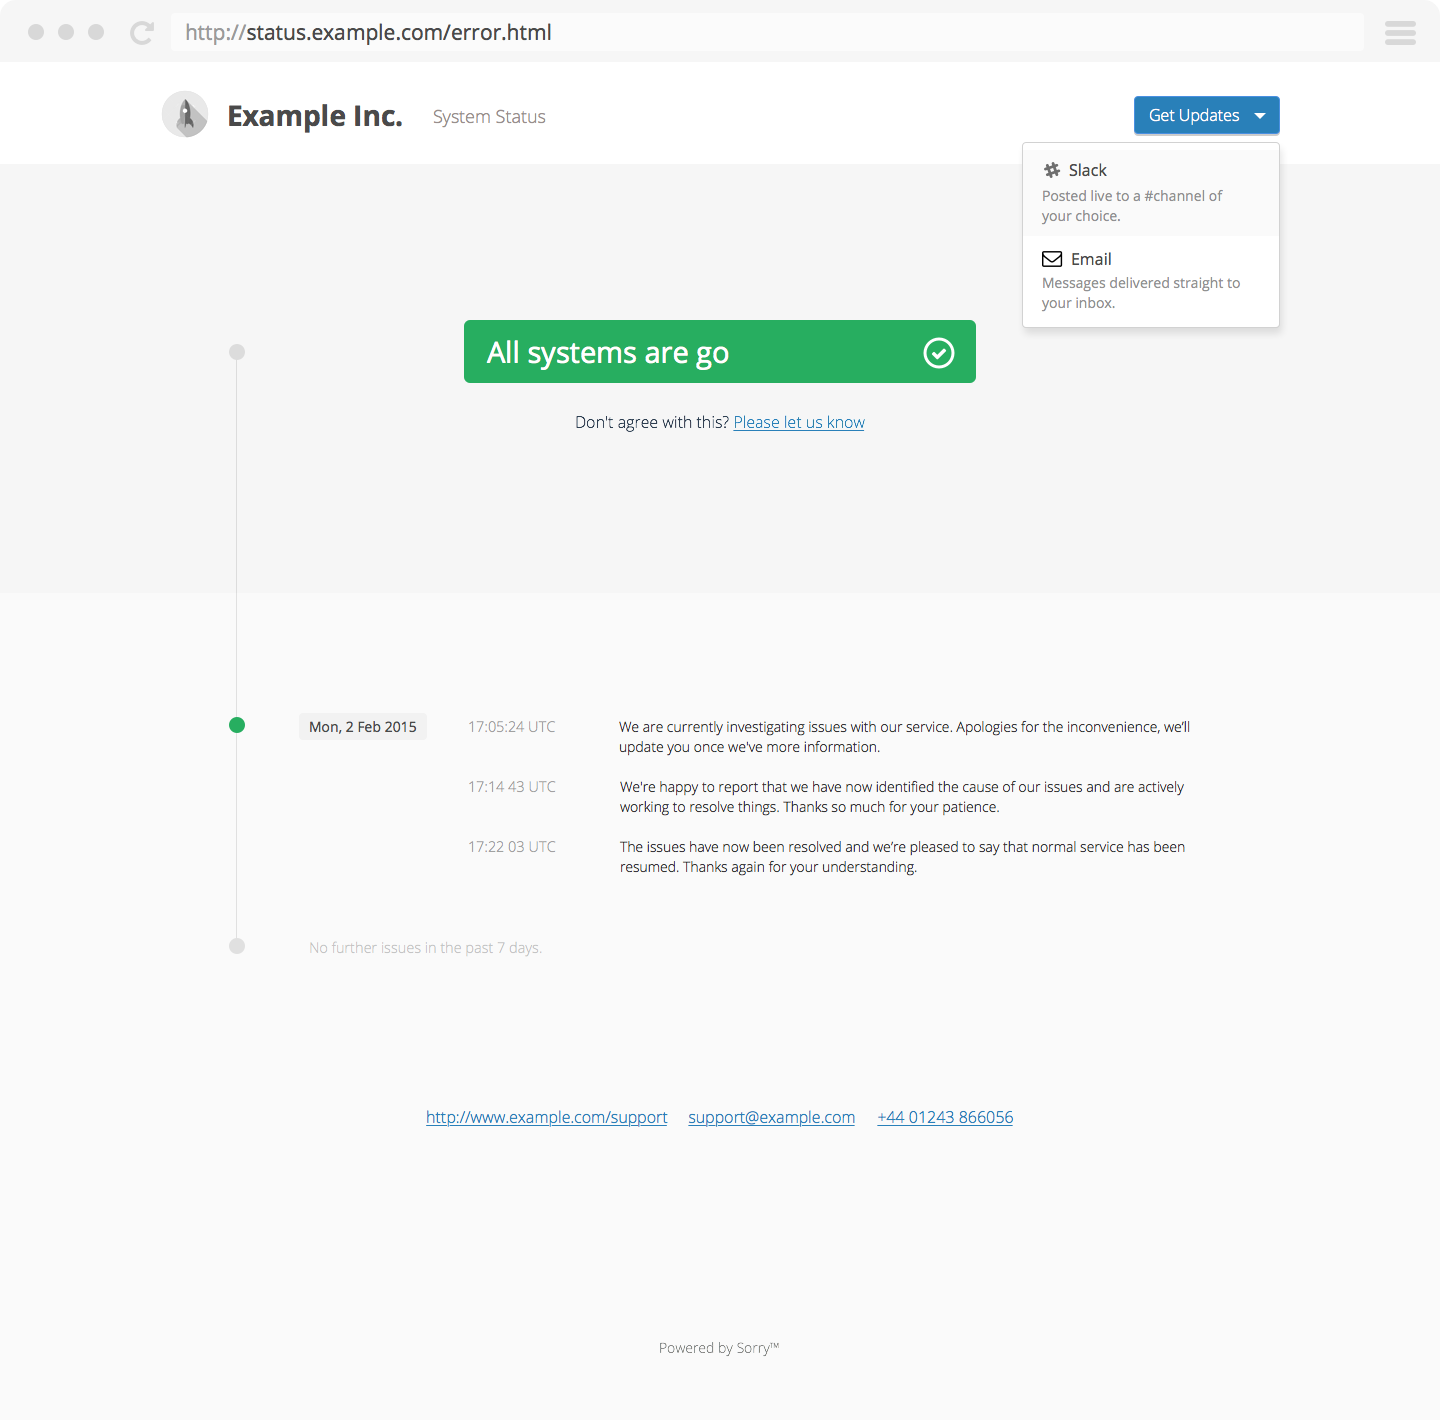 http://status.example.com/error.html
Example Inc.
System Status
Get Updates
Slack
Posted live to a #channel of
your choice.
Email
Messages delivered straight to
your inbox.
All systems are go
Don't agree with this? Please let us know
Mon, 2 Feb 2015
17:05:24 UTC
We are currently investigating issues with our service. Apologies for the inconvenience, we’ll
update you once we've more information.
17:14 43 UTC
We're happy to report that we have now identified the cause of our issues and are actively
working to resolve things. Thanks so much for your patience.
17:22 03 UTC
The issues have now been resolved and we’re pleased to say that normal service has been
resumed. Thanks again for your understanding.
No further issues in the past 7 days.
http://www.example.com/support
support@example.com
+44 01243 866056
Powered by Sorry™